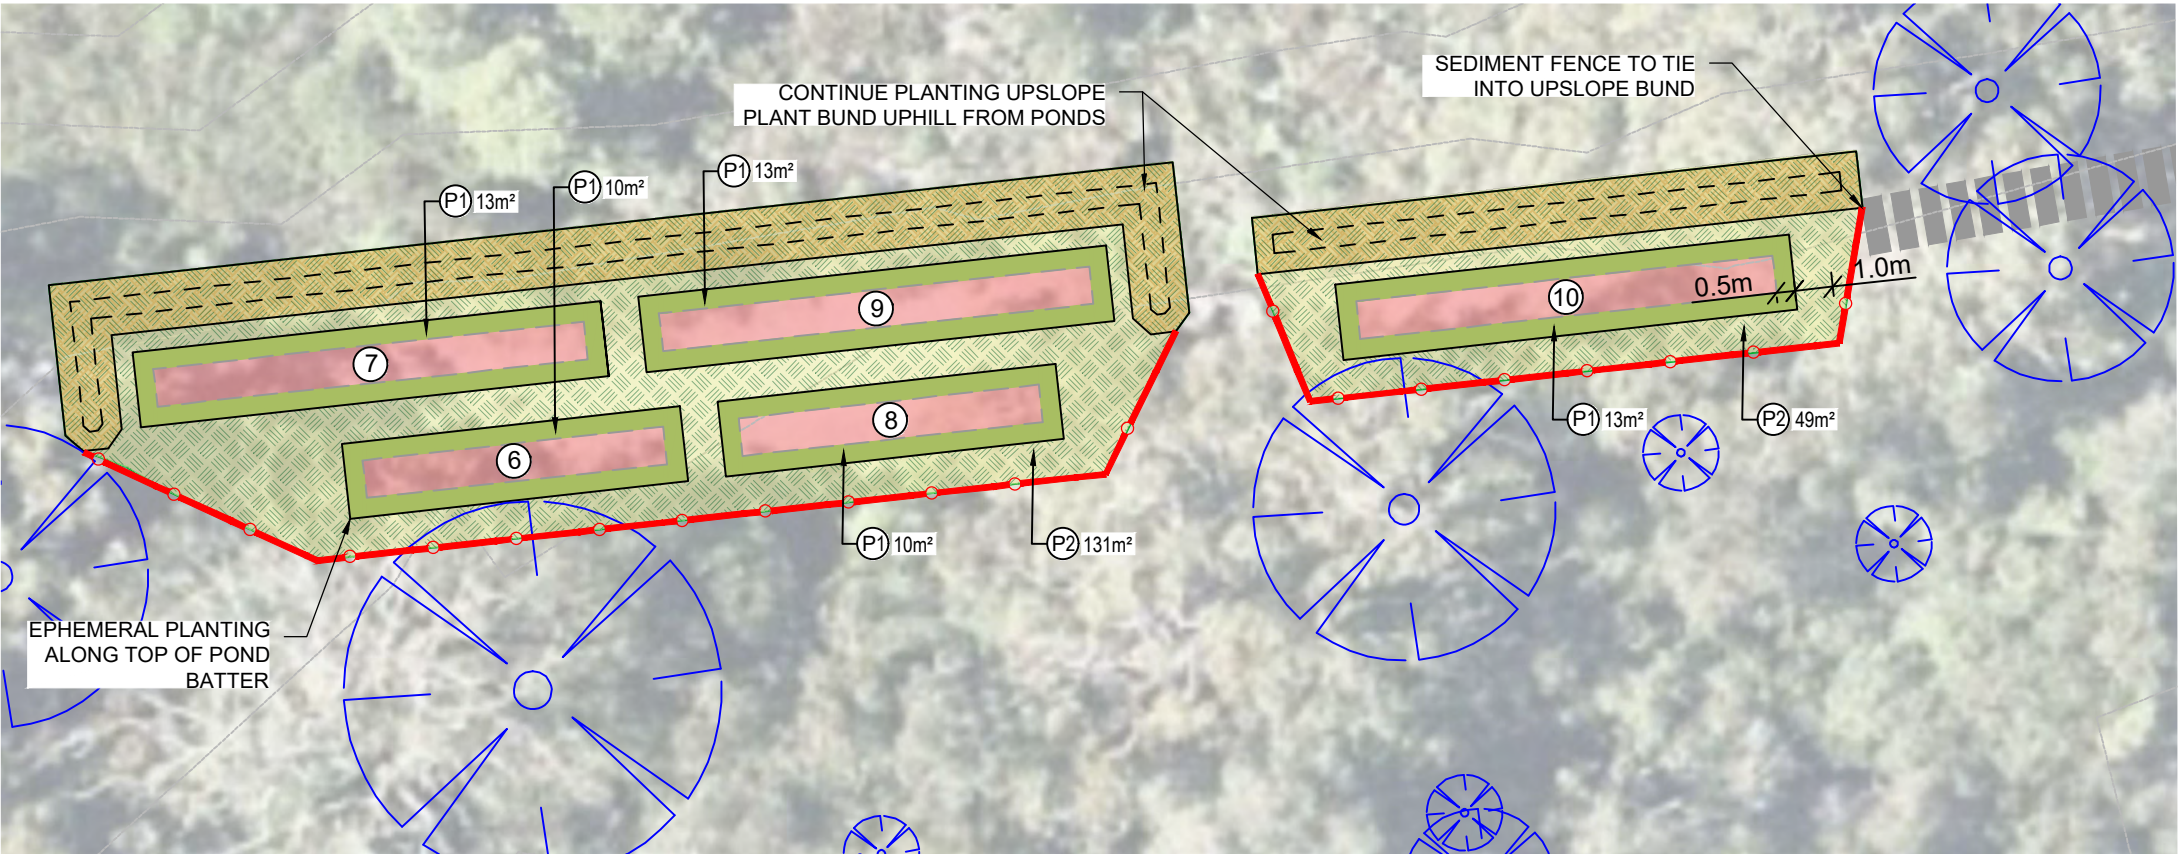 SEDIMENT FENCE TO TIE
INTO UPSLOPE BUND
CONTINUE PLANTING UPSLOPE
PLANT BUND UPHILL FROM PONDS
P1 13m²
P1 10m²
P1 13m²
7
9
6
8
10
0.5m
1.0m
P1 13m²
P2 49m²
P1 10m²
P2 131m²
EPHEMERAL PLANTING
ALONG TOP OF POND
BATTER